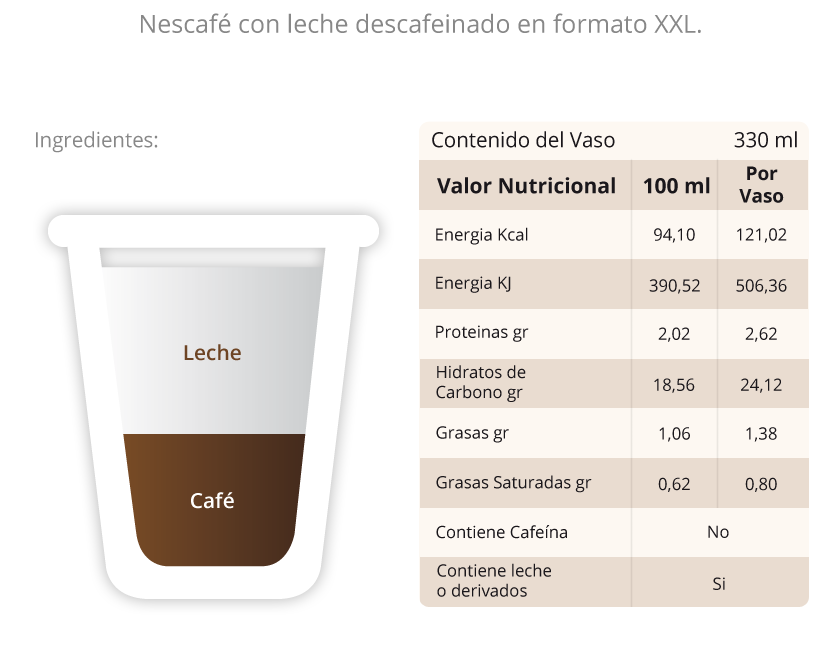 Nescafé con leche descafeinado en formato XXL.
Ingredientes:
Leche
Café
Contenido del Vaso 330 ml
Valor Nutricional 100 ml Por Vaso
Energia Kcal 94,10 121,02
Energia KJ 390,52 506,36
Proteinas gr 2,02 2,62
Hidratos de
Carbono gr 18,56 24,12
Grasas gr 1,06 1,38
Grasas Saturadas gr 0,62 0,80
Contiene Cafeína No
Contiene leche
o derivados Si